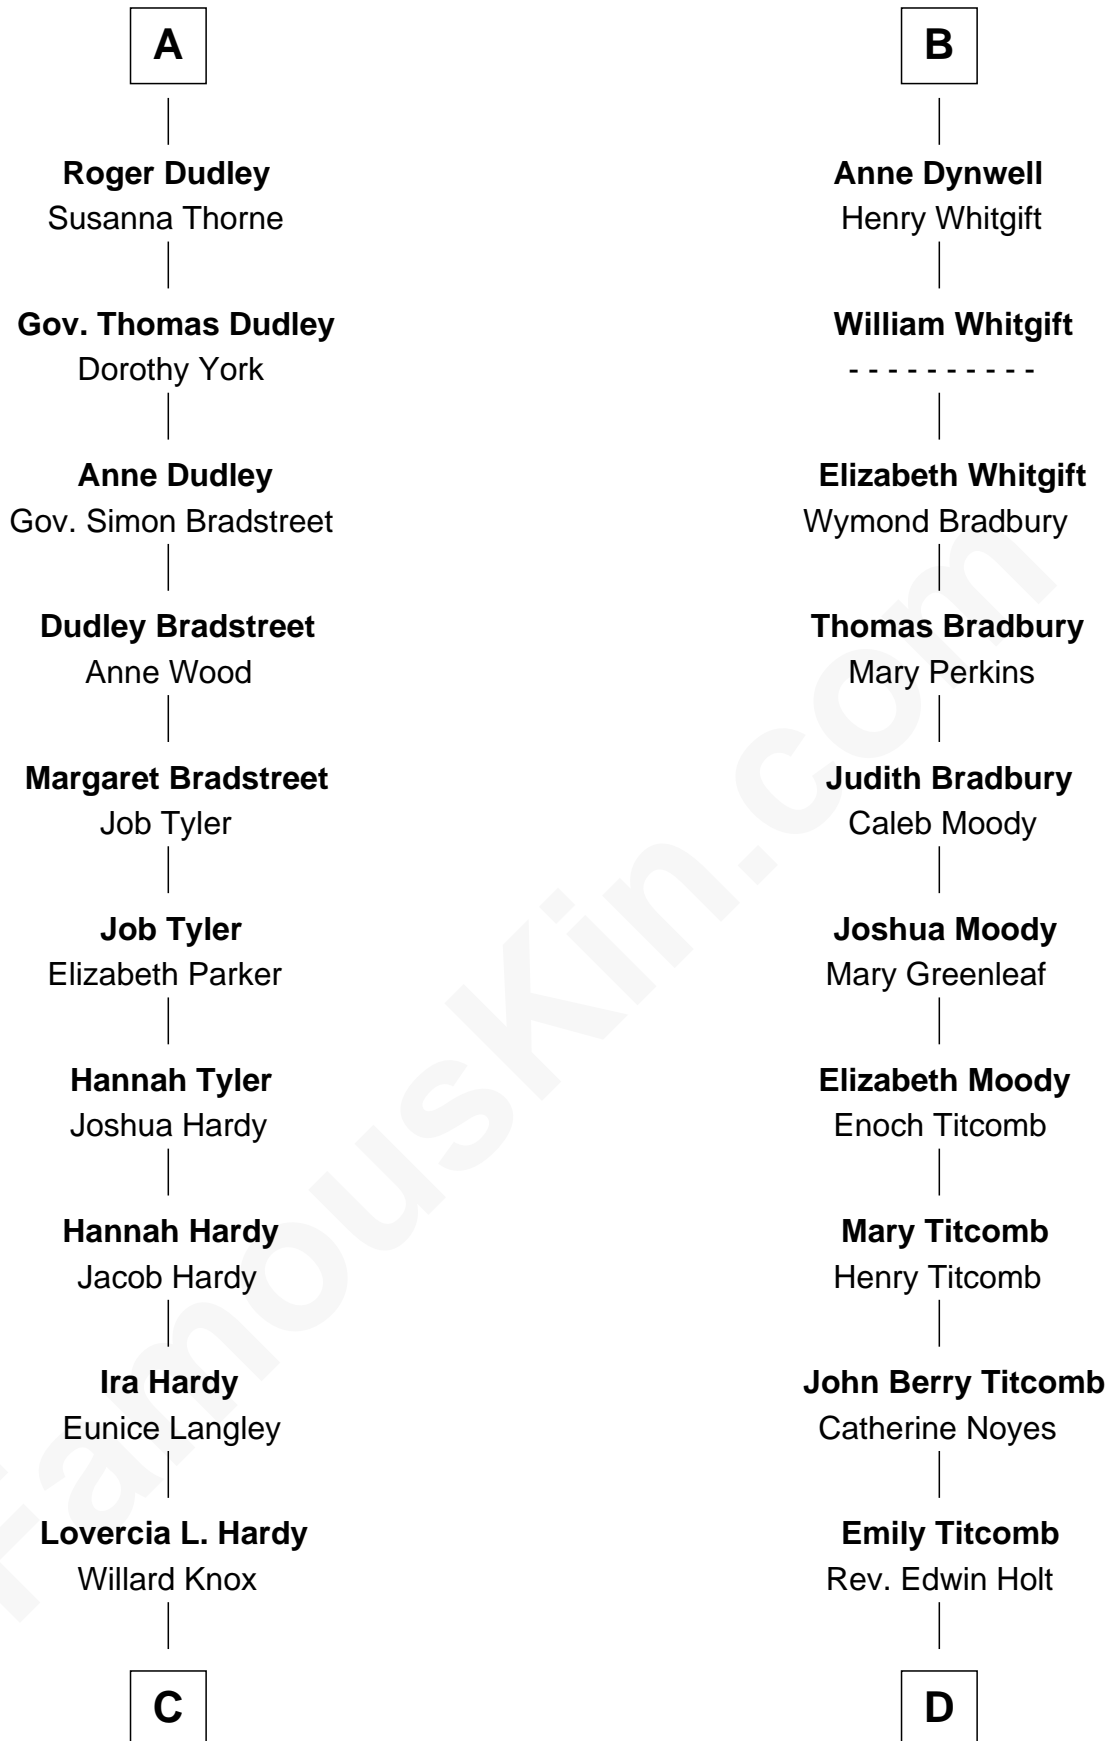 A
Roger Dudley
Susanna Thorne
Gov. Thomas Dudley
Dorothy York
Anne Dudley
Gov. Simon Bradstreet
Dudley Bradstreet
Anne Wood
Margaret Bradstreet
Job Tyler
Job Tyler
Elizabeth Parker
Hannah Tyler
Joshua Hardy
Hannah Hardy
Jacob Hardy
Ira Hardy
Eunice Langley
Lovercia L. Hardy
Willard Knox
C
B
Anne Dynwell
Henry Whitgift
William Whitgift
- - - - - - - - - -
Elizabeth Whitgift
Wymond Bradbury
Thomas Bradbury
Mary Perkins
Judith Bradbury
Caleb Moody
Joshua Moody
Mary Greenleaf
Elizabeth Moody
Enoch Titcomb
Mary Titcomb
Henry Titcomb
John Berry Titcomb
Catherine Noyes
Emily Titcomb
Rev. Edwin Holt
D
FamousKin.com